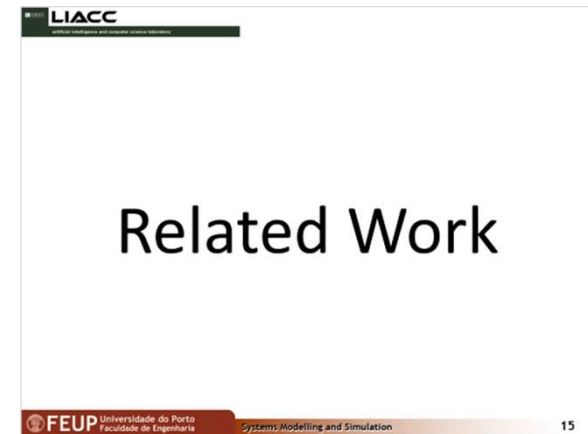 LIACC
artificial intelligence and computer science laboratory
Related Work
FEUP Universidade do Porto
Faculdade de Engenharia
Systems Modelling and Simulation
15